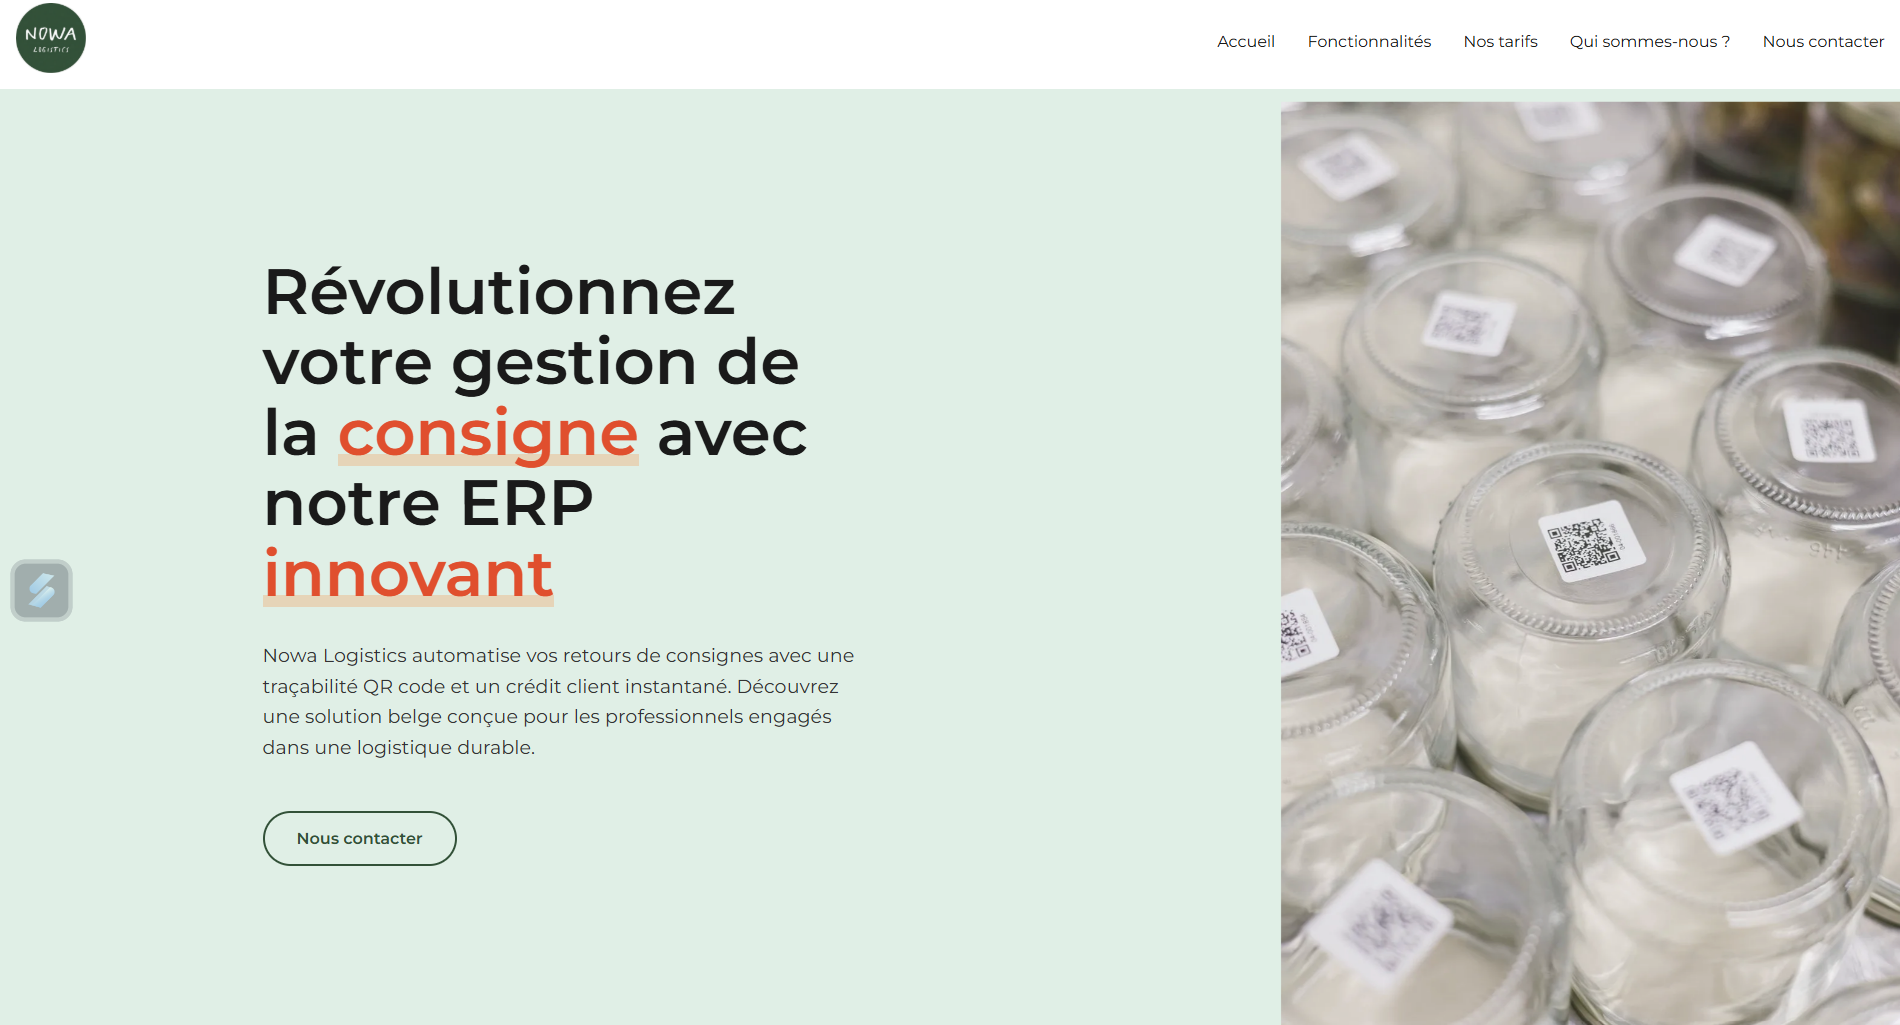 NOWA
LOGISTICS
Accueil
Fonctionnalités
Nos tarifs
Qui sommes-nous ?
Nous contacter
Révolutionnez
votre gestion de
la consigne avec
notre ERP
innovant
Nowa Logistics automatise vos retours de consignes avec une
traçabilité QR code et un crédit client instantané. Découvrez
une solution belge conçue pour les professionnels engagés
dans une logistique durable.
Nous contacter